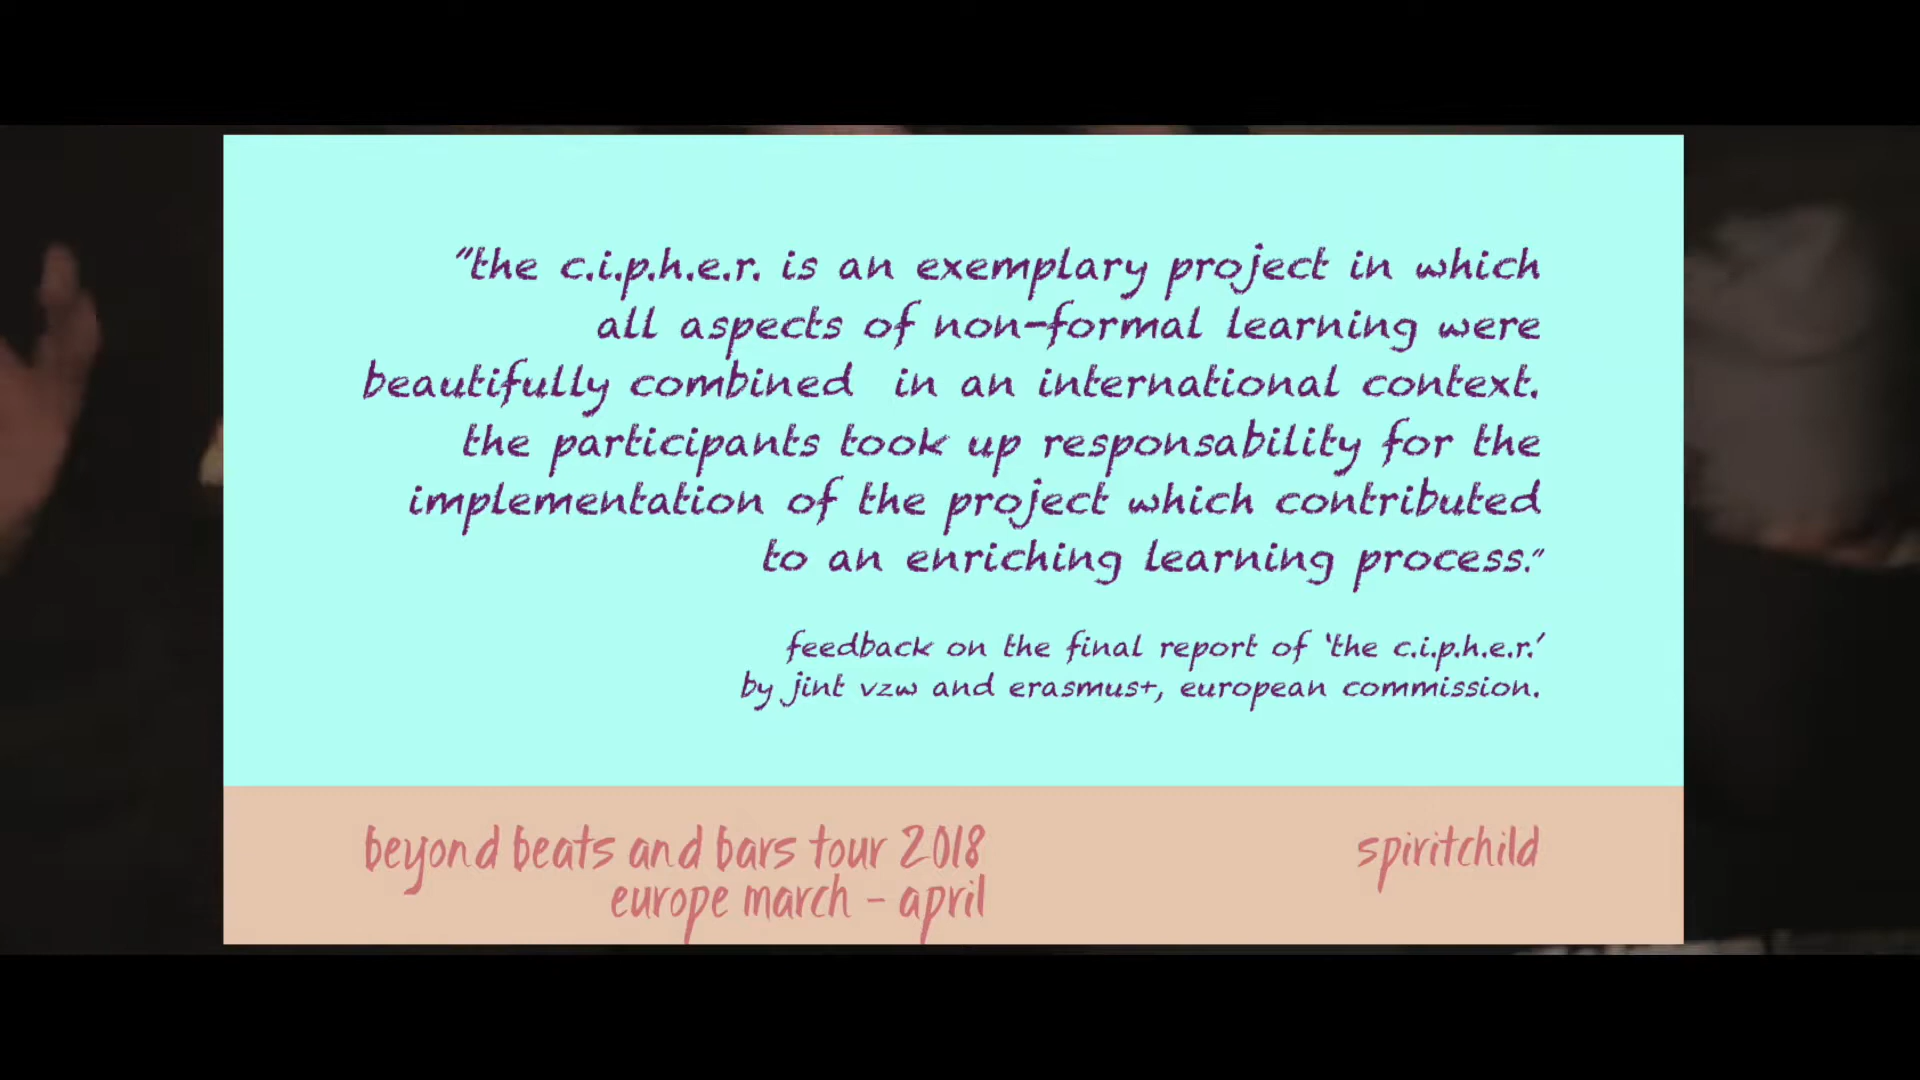 "the c.i.p.h.e.r. is an exemplary project in which
all aspects of non-formal learning were
beautifully combined in an international context.
the participants took up responsability for the
implementation of the project which contributed
to an enriching learning process."
feedback on the final report of 'the c.i.p.h.e.r.'
by jint vzw and erasmus+, european commission.
beyond beats and bars tour 2018
europe march - april
spiritchild